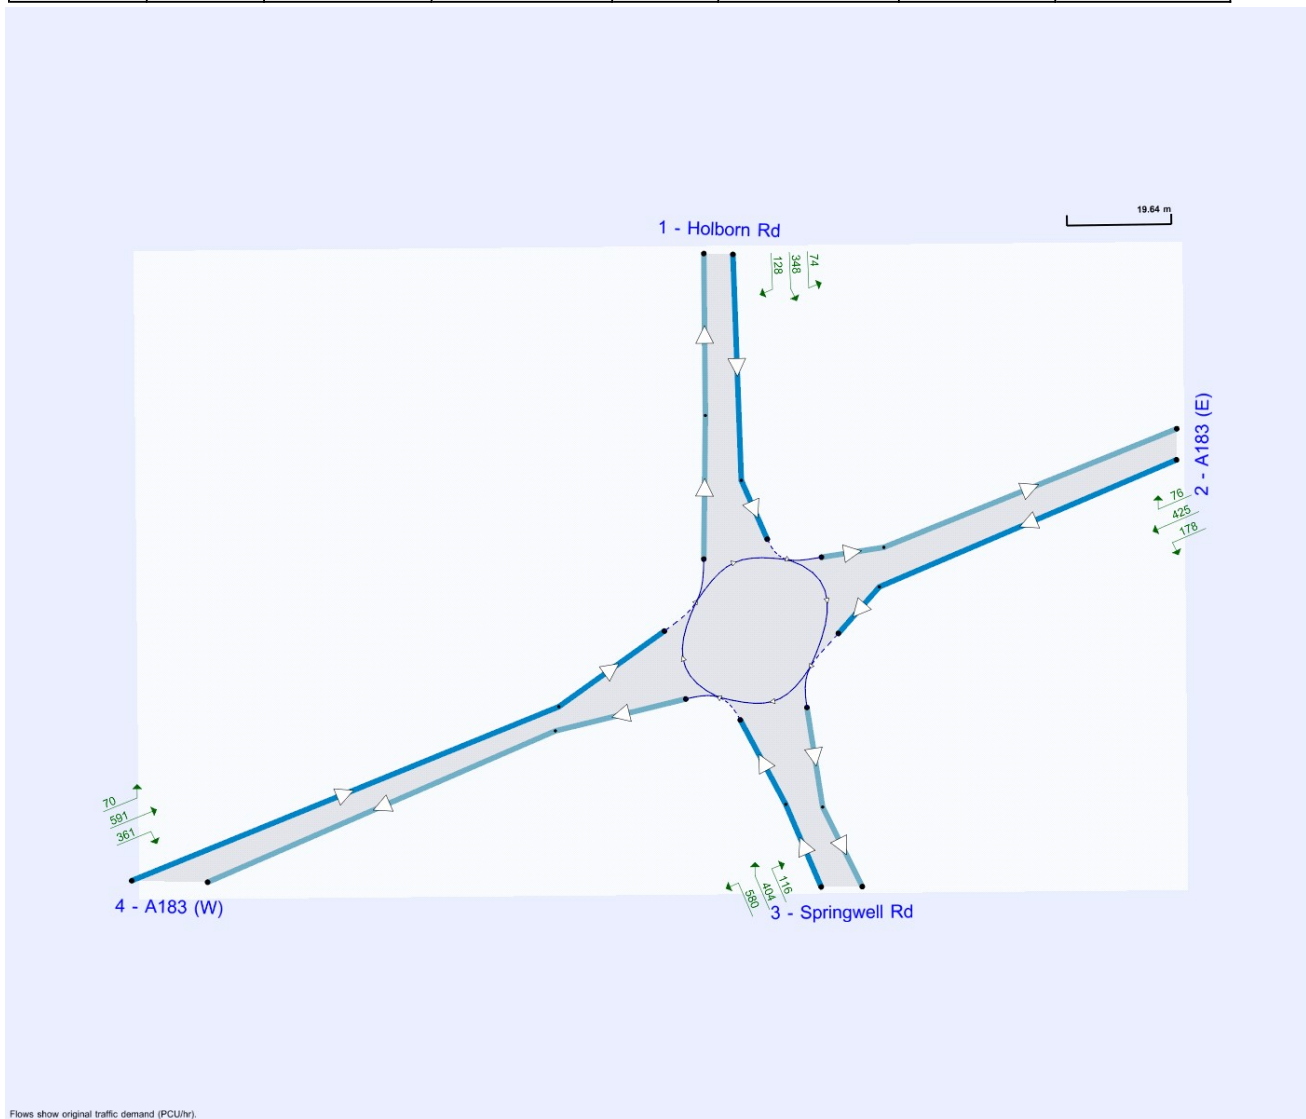 19.64 m
1 - Holborn Rd
128
348
74
2 - A183 (E)
76
425
178
70
591
361
580
404
116
4 - A183 (W)
3 - Springwell Rd
Flows show original traffic demand (PCU/hr).